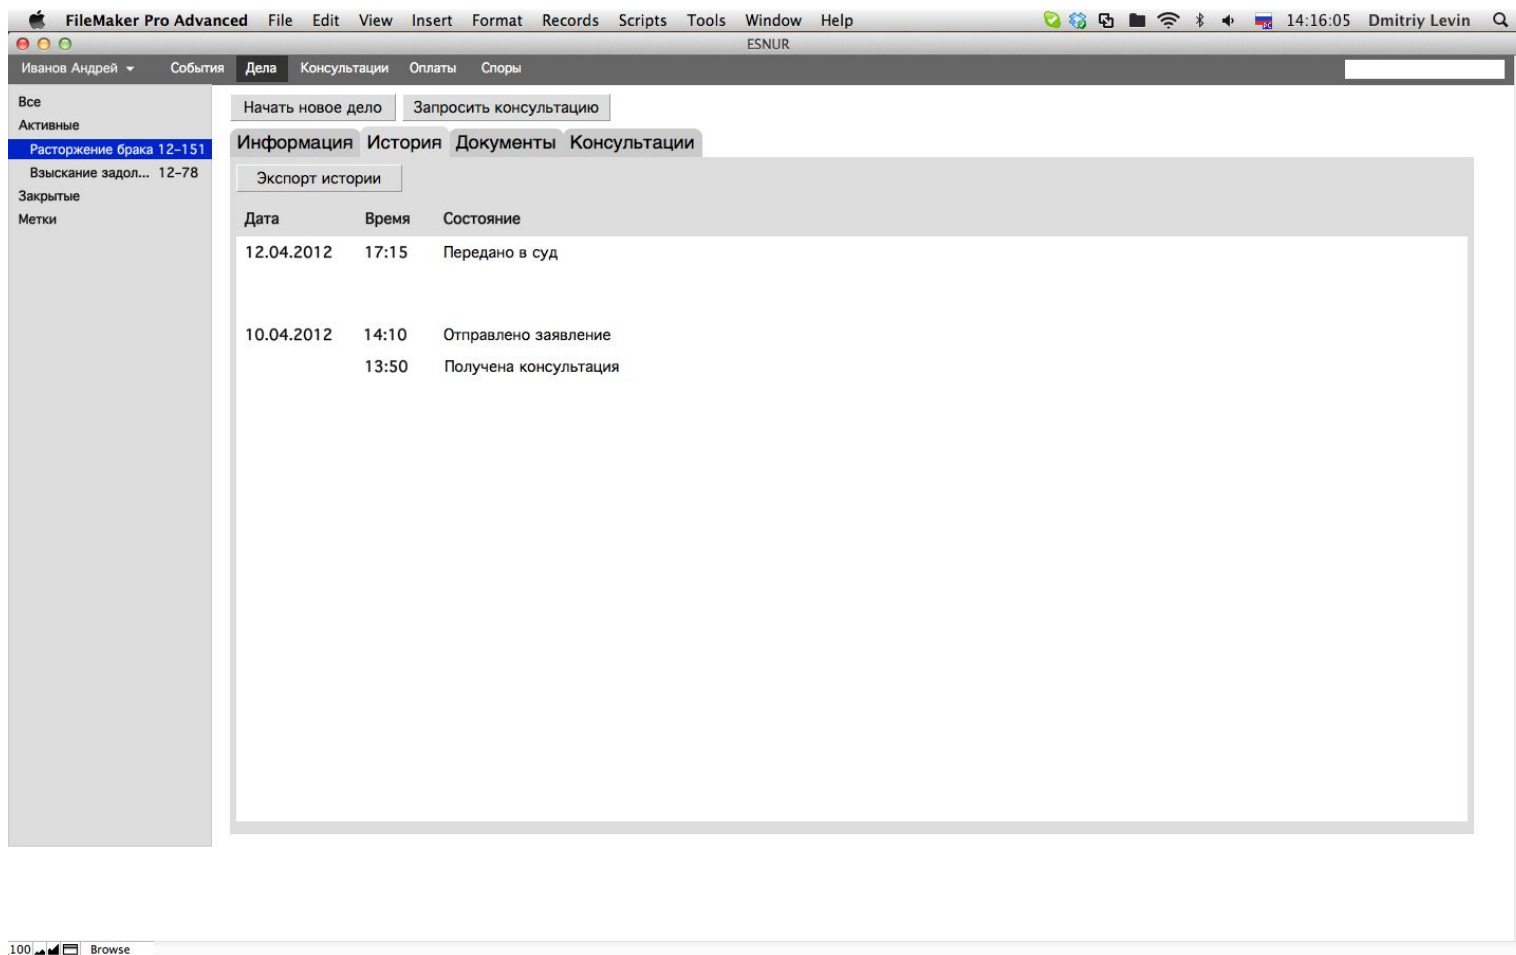 FileMaker Pro Advanced File Edit View Insert Format Records Scripts Tools Window Help 14:16:05 Dmitriy Levin
ESNUR
Иванов Андрей События Дела Консультации Оплаты Споры
Все
Активные
Расторжение брака 12-151
Взыскание задол... 12-78
Закрытые
Метки
Начать новое дело Запросить консультацию
Информация История Документы Консультации
Экспорт истории
Дата Время Состояние
12.04.2012 17:15 Передано в суд
10.04.2012 14:10 Отправлено заявление
13:50 Получена консультация
100 Browse